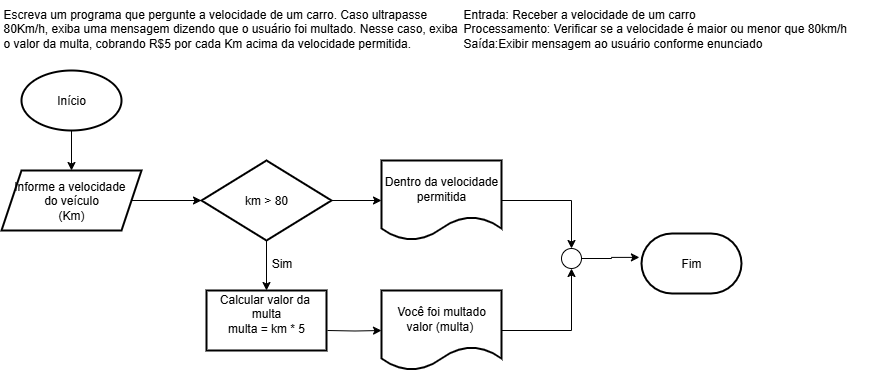 Escreva um programa que pergunte a velocidade de um carro. Caso ultrapasse
80Km/h, exiba uma mensagem dizendo que o usuário foi multado. Nesse caso, exiba
o valor da multa, cobrando R$5 por cada Km acima da velocidade permitida.
Entrada: Receber a velocidade de um carro
Processamento: Verificar se a velocidade é maior ou menor que 80km/h
Saída:Exibir mensagem ao usuário conforme enunciado
Início
Informe a velocidade
do veículo
(Km)
km > 80
Dentro da velocidade
permitida
Sim
Calcular valor da
multa
multa = km * 5
Você foi multado
valor (multa)
Fim